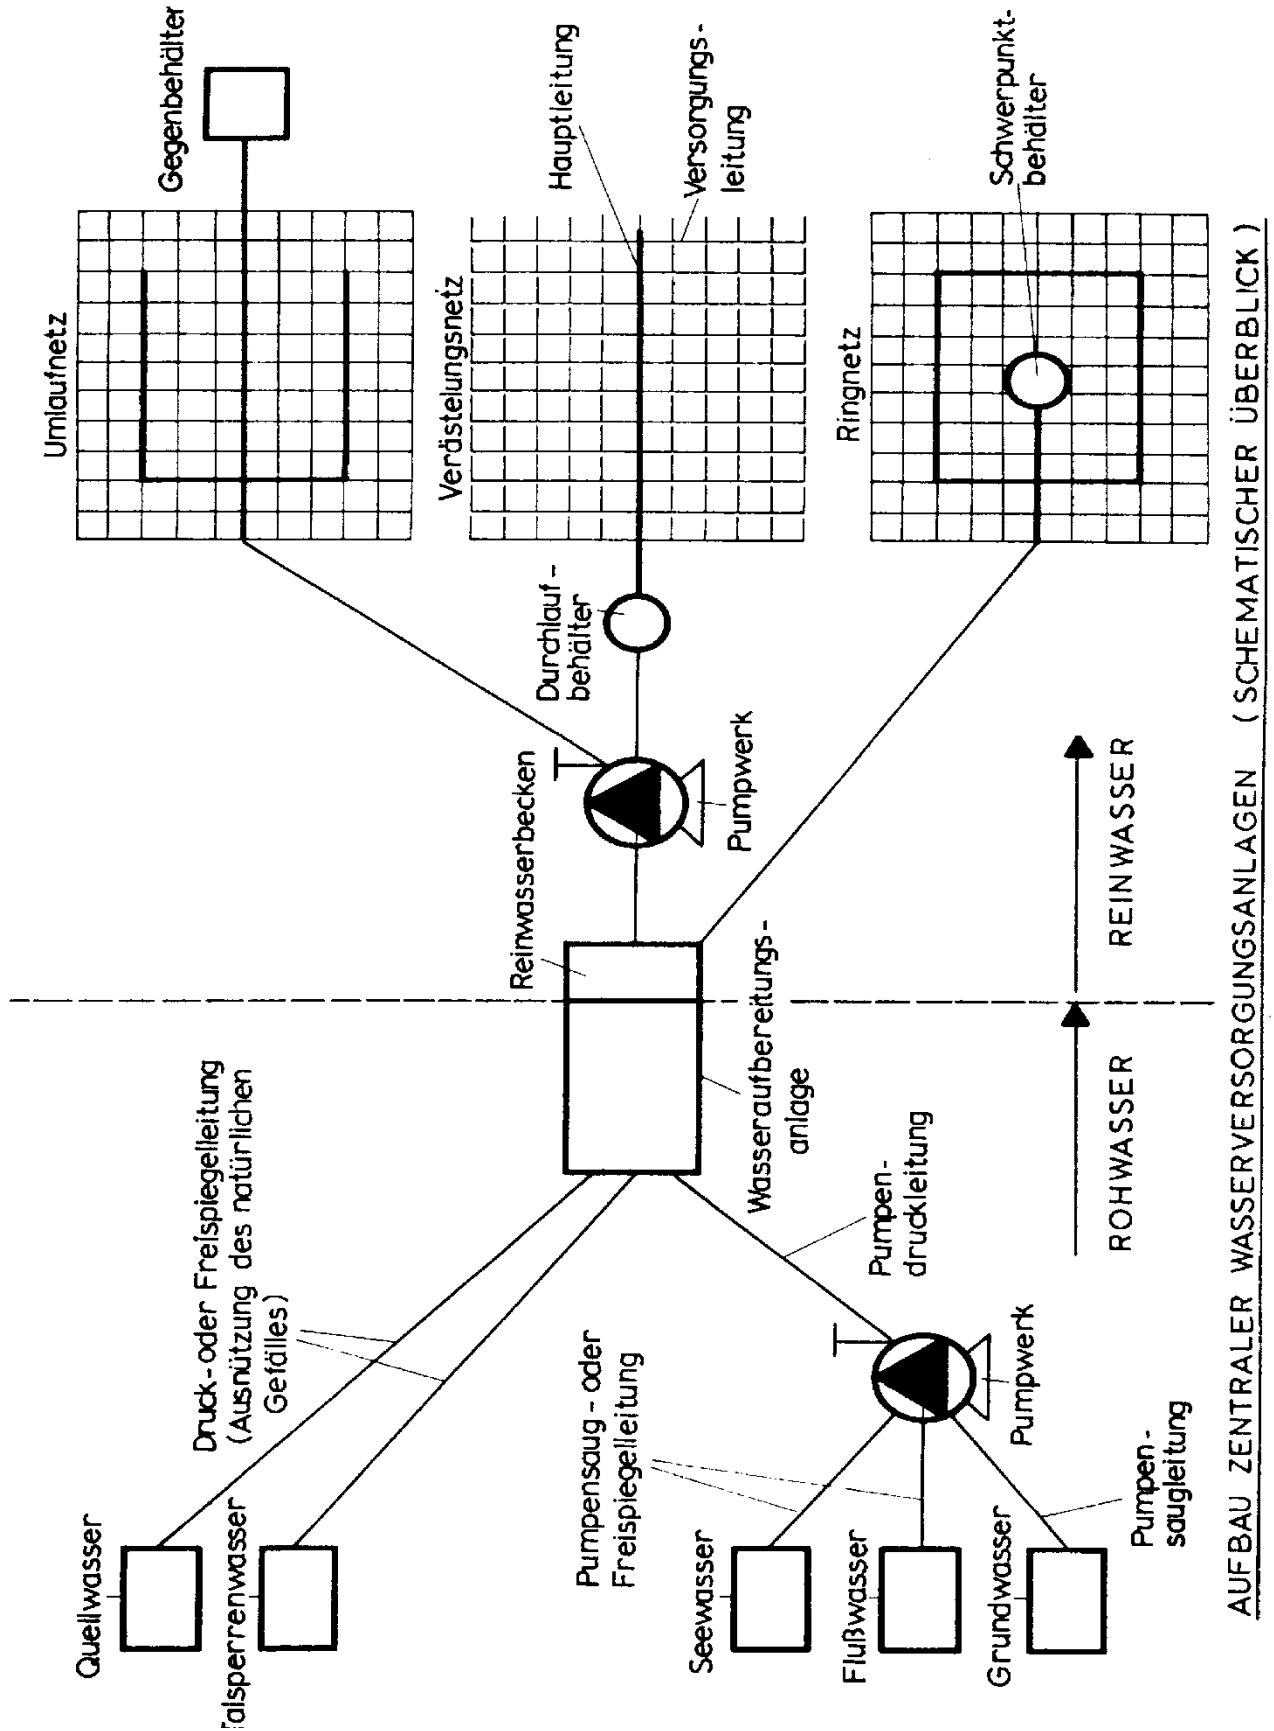 Quellwasser
Talsperrenwasser
Druck-oder Freispiegelleitung
(Ausnützung des natürlichen
Gefälles)
Pumpensaug-oder
Freispiegelleitung
Seewasser
Flußwasser
Grundwasser
Pumpen-
saugleitung
Pumpwerk
Pumpen-
druckleitung
Wasseraufbereitungs-
anlage
Reinwasserbecken
Pumpwerk
Durchlauf-
behälter
Umlaufnetz
Gegenbehälter
Verästelungsnetz
Hauptleitung
Versorgungs-
leitung
Ringnetz
Schwerpunkt-
behälter
ROHWASSER
REINWASSER
AUFBAU ZENTRALER WASSERVERSORGUNGSANLAGEN (SCHEMATISCHER ÜBERBLICK)